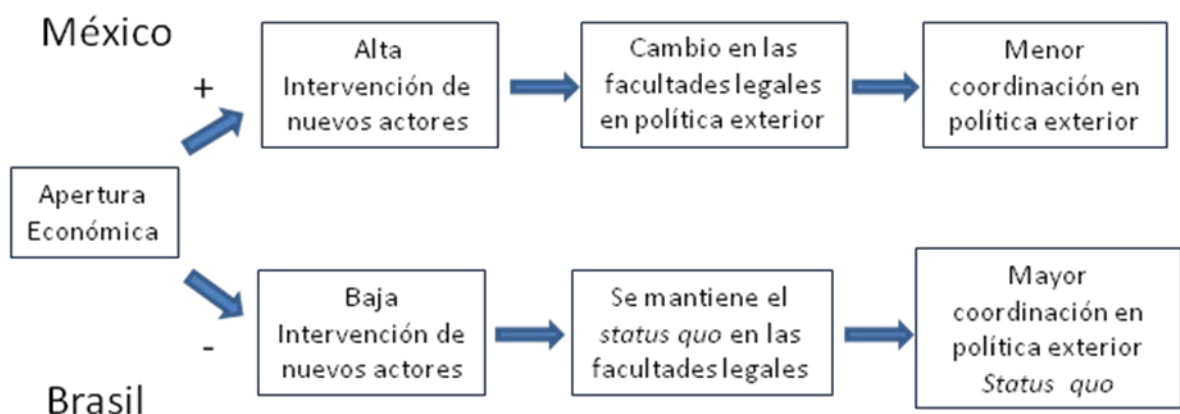 México
+
Alta
Intervención de
nuevos actores
Cambio en las
facultades legales
en política exterior
Menor
coordinación en
política exterior
Apertura
Económica
Baja
Intervención de
nuevos actores
Se mantiene el
status quo en las
facultades legales
Mayor
coordinación en
política exterior
Status quo
-
Brasil